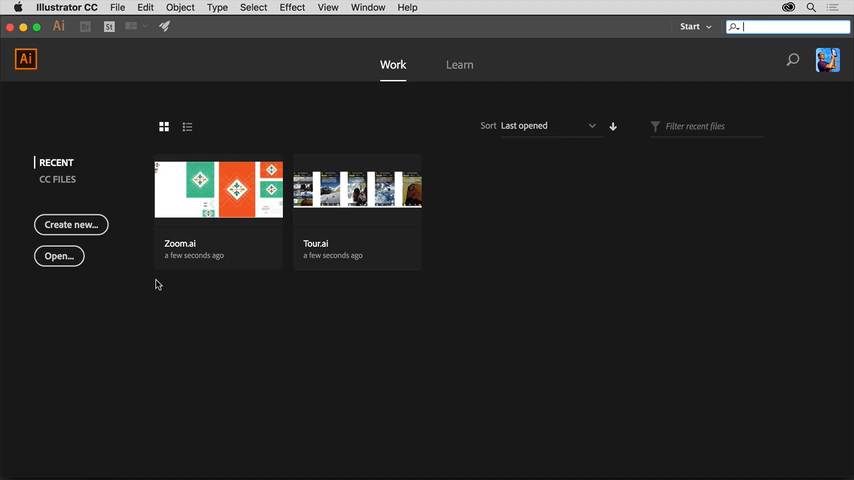 Illustrator CC File Edit Object Type Select Effect View Window Help
Ai Br St Start
Ai Work Learn
Sort Last opened Filter recent files
RECENT
CC FILES
Create new...
Open...
Zoom.ai
a few seconds ago
Tour.ai
a few seconds ago